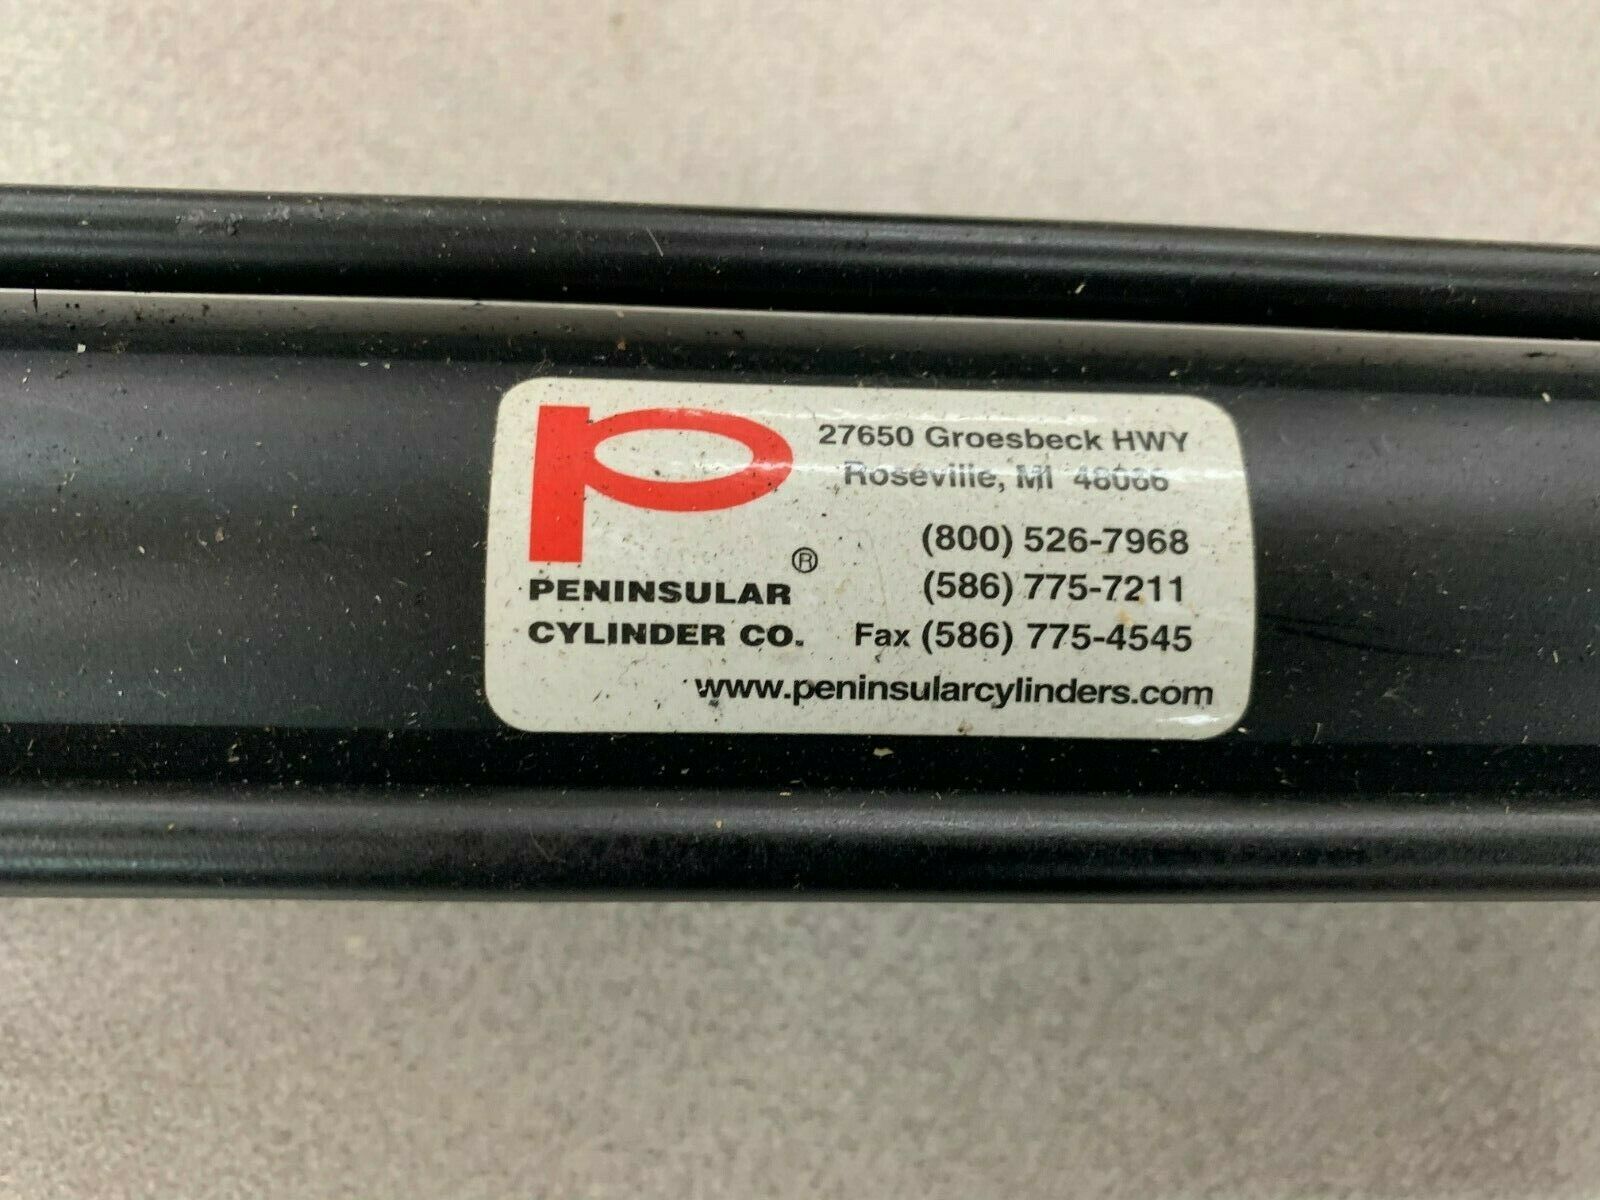 P
27650 Groesbeck HWY
Roseville, MI 48066
(800) 526-7968
(586) 775-7211
Fax (586) 775-4545
®
PENINSULAR
CYLINDER CO.
www.peninsularcylinders.com